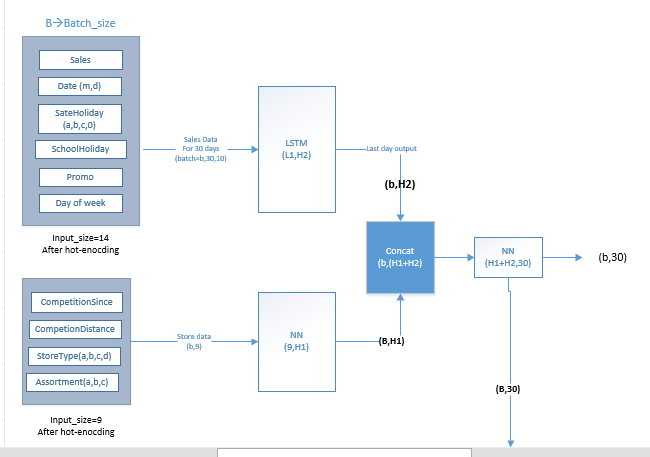 B→Batch_size
Sales
Date (m,d)
SateHoliday
(a,b,c,0)
SchoolHoliday
Promo
Day of week
Input_size=14
After hot-enocding
Sales Data
For 30 days
(batch=b,30,10)
LSTM
(L1,H2)
Last day output
(b,H2)
Concat
(b,(H1+H2)
NN
(H1+H2,30)
(b,30)
CompetitionSince
CompetionDistance
StoreType(a,b,c,d)
Assortment(a,b,c)
Input_size=9
After hot-enocding
Store data
(b,9)
NN
(9,H1)
(B,H1)
(B,30)